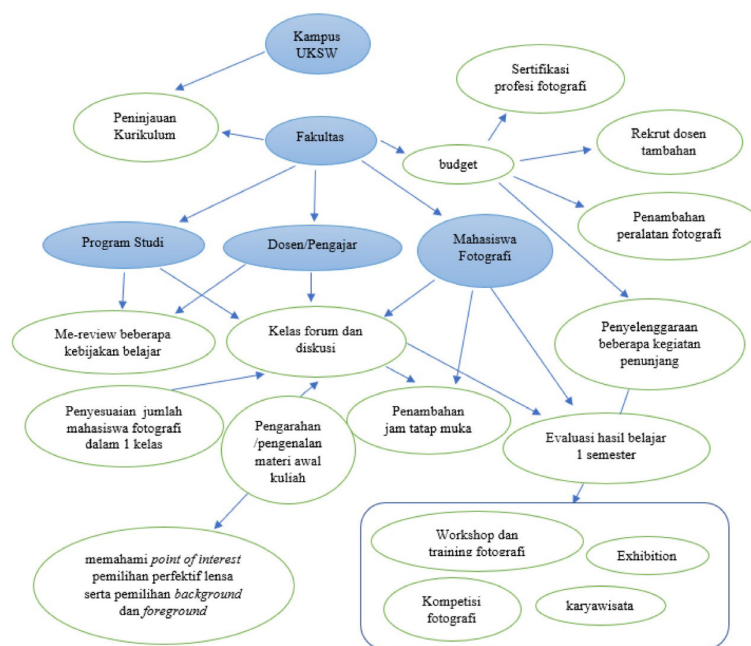 Kampus
UKSW
Sertifikasi
profesi fotografi
Peninjauan
Kurikulum
Fakultas
budget
Rekrut dosen
tambahan
Penambahan
peralatan fotografi
Program Studi
Dosen/Pengajar
Mahasiswa
Fotografi
Me-review beberapa
kebijakan belajar
Kelas forum dan
diskusi
Penyelenggaraan
beberapa kegiatan
penunjang
Penyesuaian jumlah
mahasiswa fotografi
dalam 1 kelas
Pengarahan
/pengenalan
materi awal
kuliah
Penambahan
jam tatap muka
Evaluasi hasil belajar
1 semester
memahami point of interest
pemilihan perfektif lensa
serta pemilihan background
dan foreground
Workshop dan
training fotografi
Exhibition
Kompetisi
fotografi
karyawisata